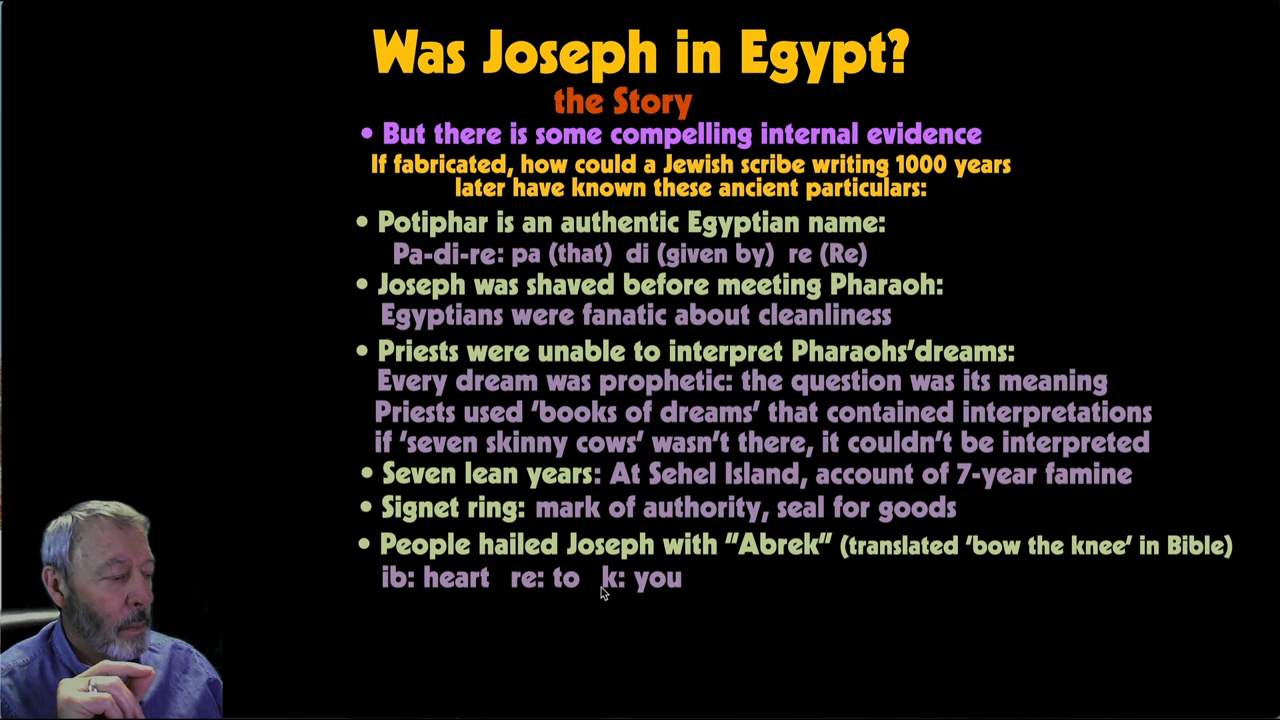 Was Joseph in Egypt?
the Story
• But there is some compelling internal evidence
If fabricated, how could a Jewish scribe writing 1000 years
later have known these ancient particulars:
• Potiphar is an authentic Egyptian name:
Pa-di-re: pa (that) di (given by) re (Re)
• Joseph was shaved before meeting Pharaoh:
Egyptians were fanatic about cleanliness
• Priests were unable to interpret Pharaohs'dreams:
Every dream was prophetic: the question was its meaning
Priests used 'books of dreams' that contained interpretations
if 'seven skinny cows' wasn't there, it couldn't be interpreted
• Seven lean years: At Sehel Island, account of 7-year famine
• Signet ring: mark of authority, seal for goods
• People hailed Joseph with "Abrek" (translated 'bow the knee' in Bible)
ib: heart re: to k: you